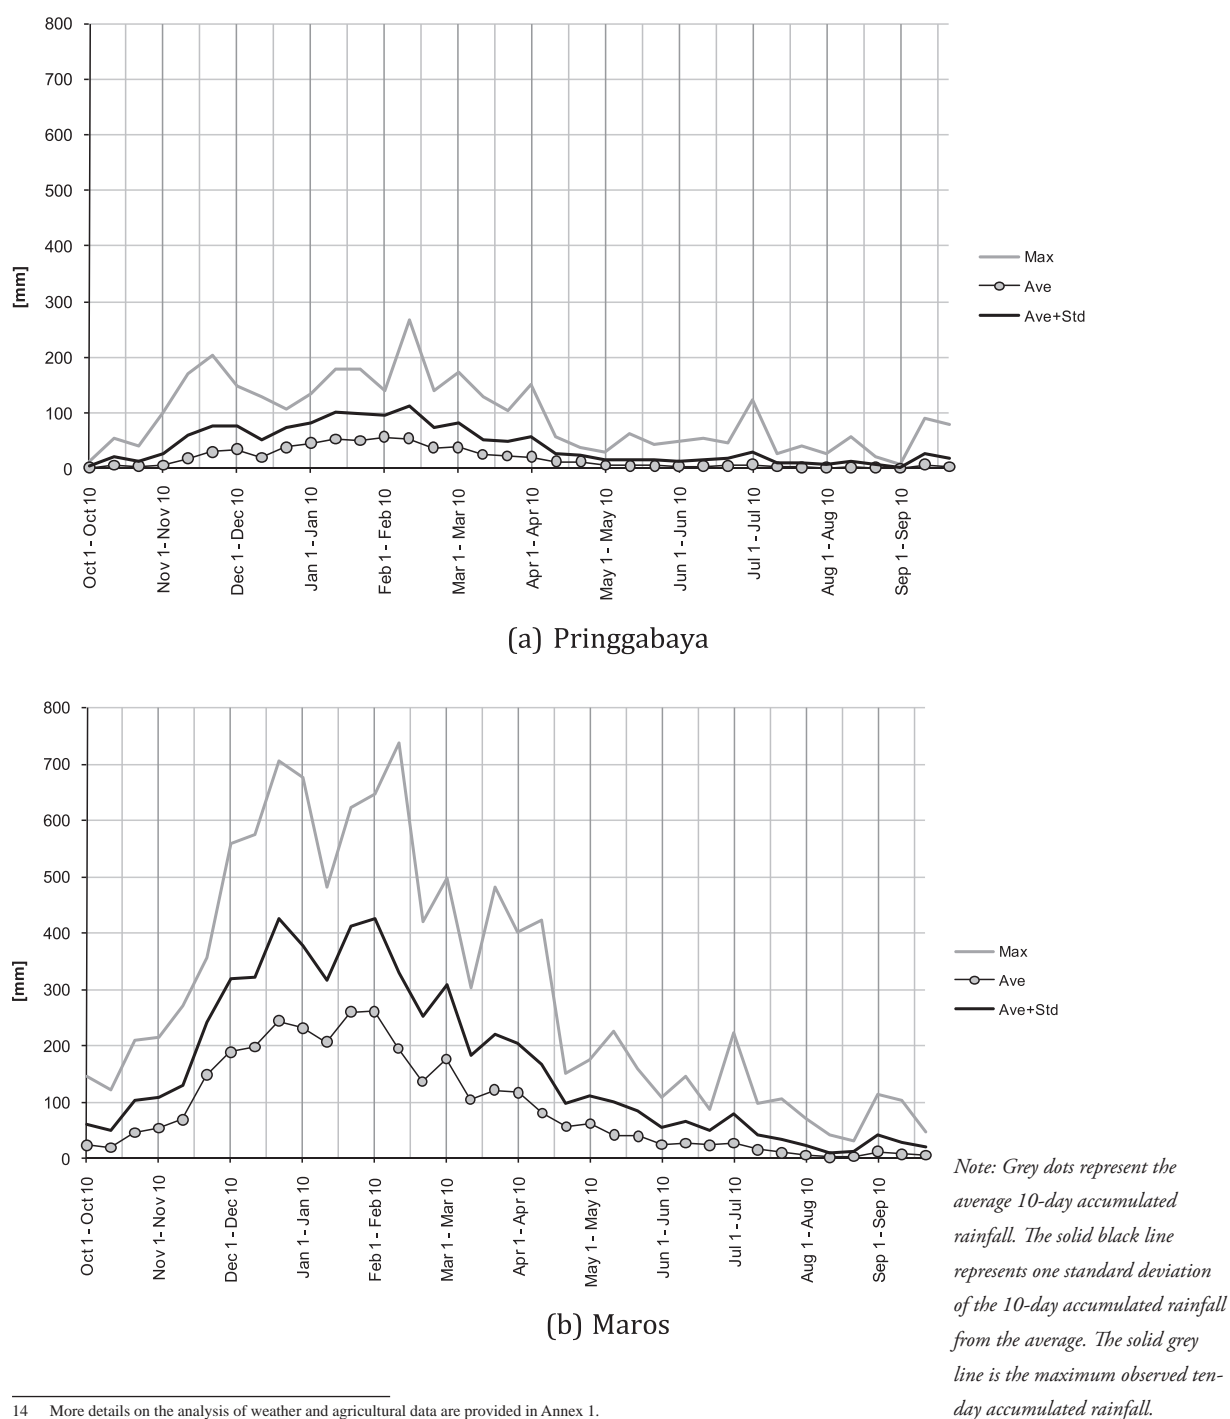 800
700
600
500
400
300
200
100
0
[mm]
Oct 1 - Oct 10
Nov 1 - Nov 10
Dec 1 - Dec 10
Jan 1 - Jan 10
Feb 1 - Feb 10
Mar 1 - Mar 10
Apr 1 - Apr 10
May 1 - May 10
Jun 1 - Jun 10
Jul 1 - Jul 10
Aug 1 - Aug 10
Sep 1 - Sep 10
Max
Ave
Ave+Std
(a) Pringgabaya
800
700
600
500
400
300
200
100
0
[mm]
Oct 1 - Oct 10
Nov 1 - Nov 10
Dec 1 - Dec 10
Jan 1 - Jan 10
Feb 1 - Feb 10
Mar 1 - Mar 10
Apr 1 - Apr 10
May 1 - May 10
Jun 1 - Jun 10
Jul 1 - Jul 10
Aug 1 - Aug 10
Sep 1 - Sep 10
Max
Ave
Ave+Std
(b) Maros
Note: Grey dots represent the
average 10-day accumulated
rainfall. The solid black line
represents one standard deviation
of the 10-day accumulated rainfall
from the average. The solid grey
line is the maximum observed ten-
day accumulated rainfall.
14 More details on the analysis of weather and agricultural data are provided in Annex 1.